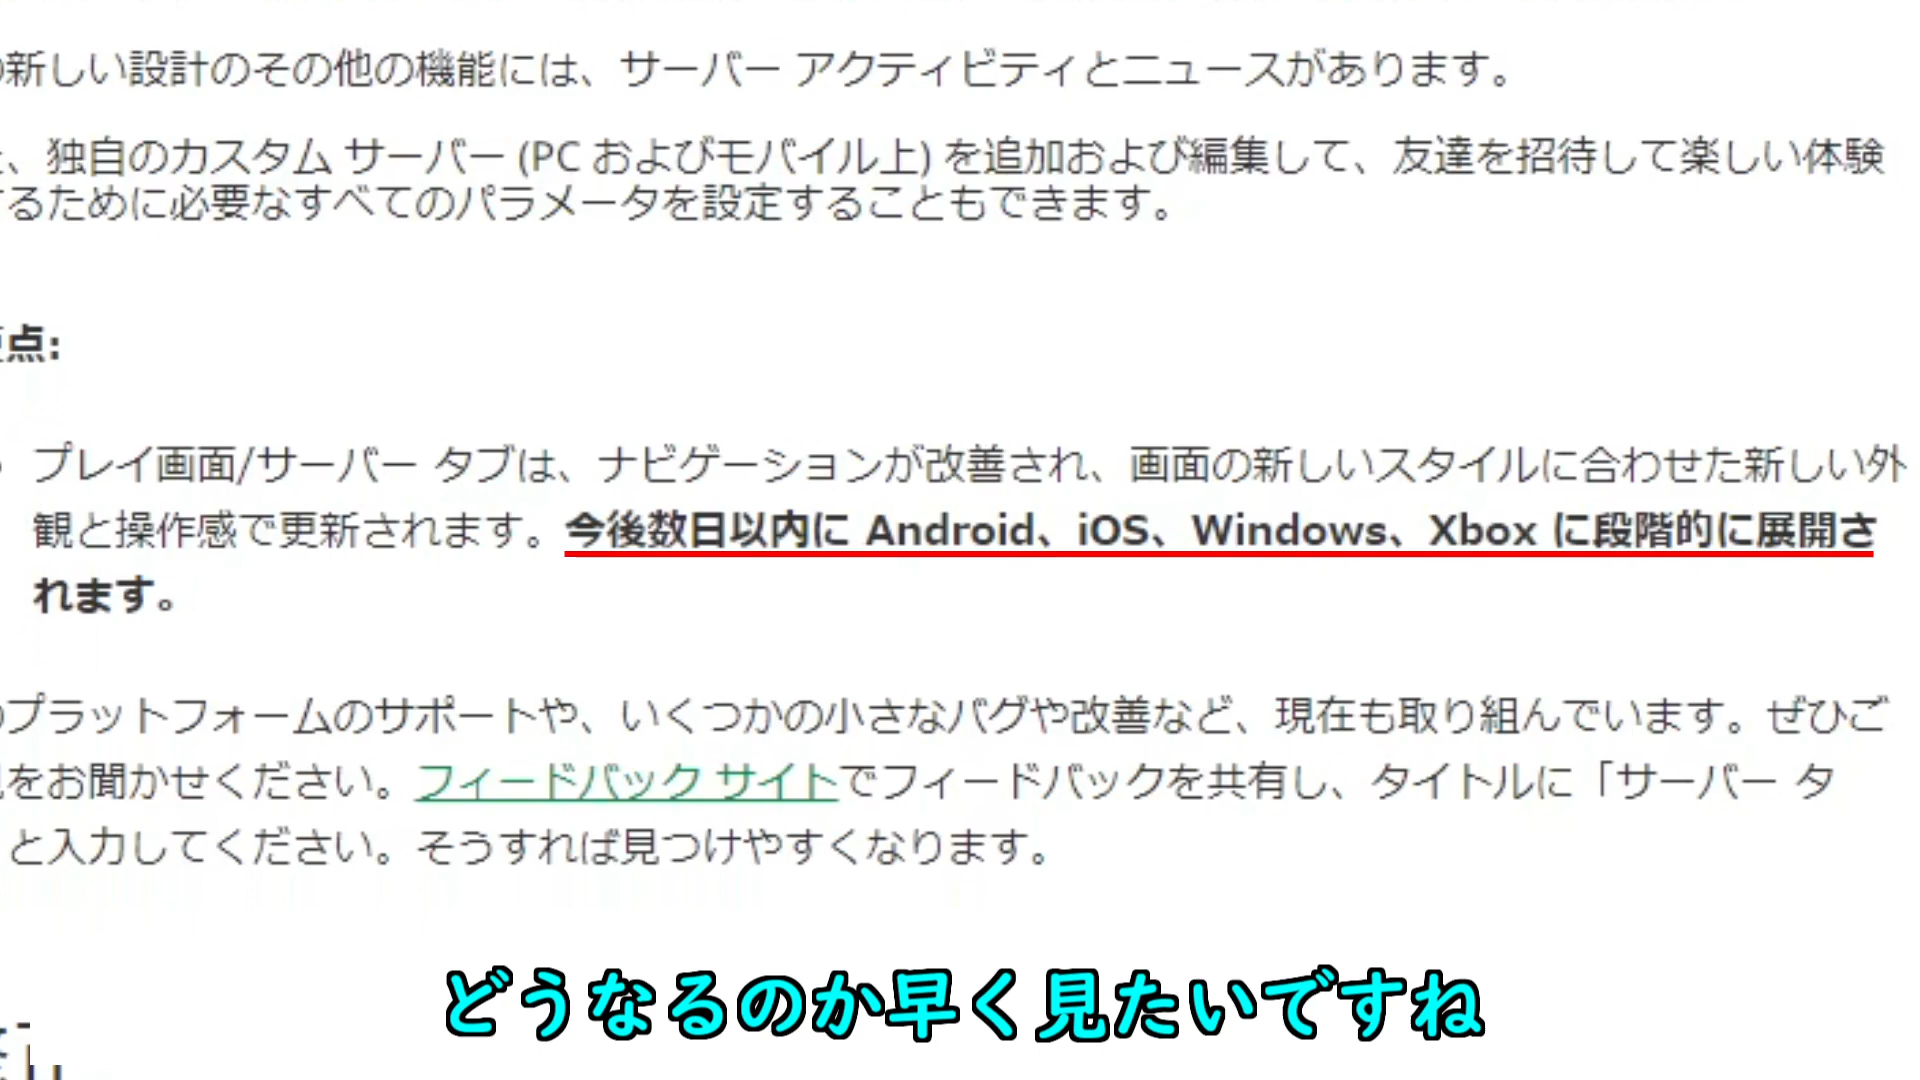 新しい設計のその他の機能には、サーバー アクティビティとニュースがあります。
、独自のカスタム サーバー (PC およびモバイル上) を追加および編集して、友達を招待して楽しい体験
るために必要なすべてのパラメータを設定することもできます。
点:
プレイ画面/サーバー タブは、ナビゲーションが改善され、画面の新しいスタイルに合わせた新しい外
観と操作感で更新されます。今後数日以内に Android、iOS、Windows、Xbox に段階的に展開さ
れます。
プラットフォームのサポートや、いくつかの小さなバグや改善など、現在も取り組んでいます。ぜひご
をお聞かせください。フィードバック サイトでフィードバックを共有し、タイトルに「サーバー タ
と入力してください。そうすれば見つけやすくなります。
どうなるのか早く見たいですね